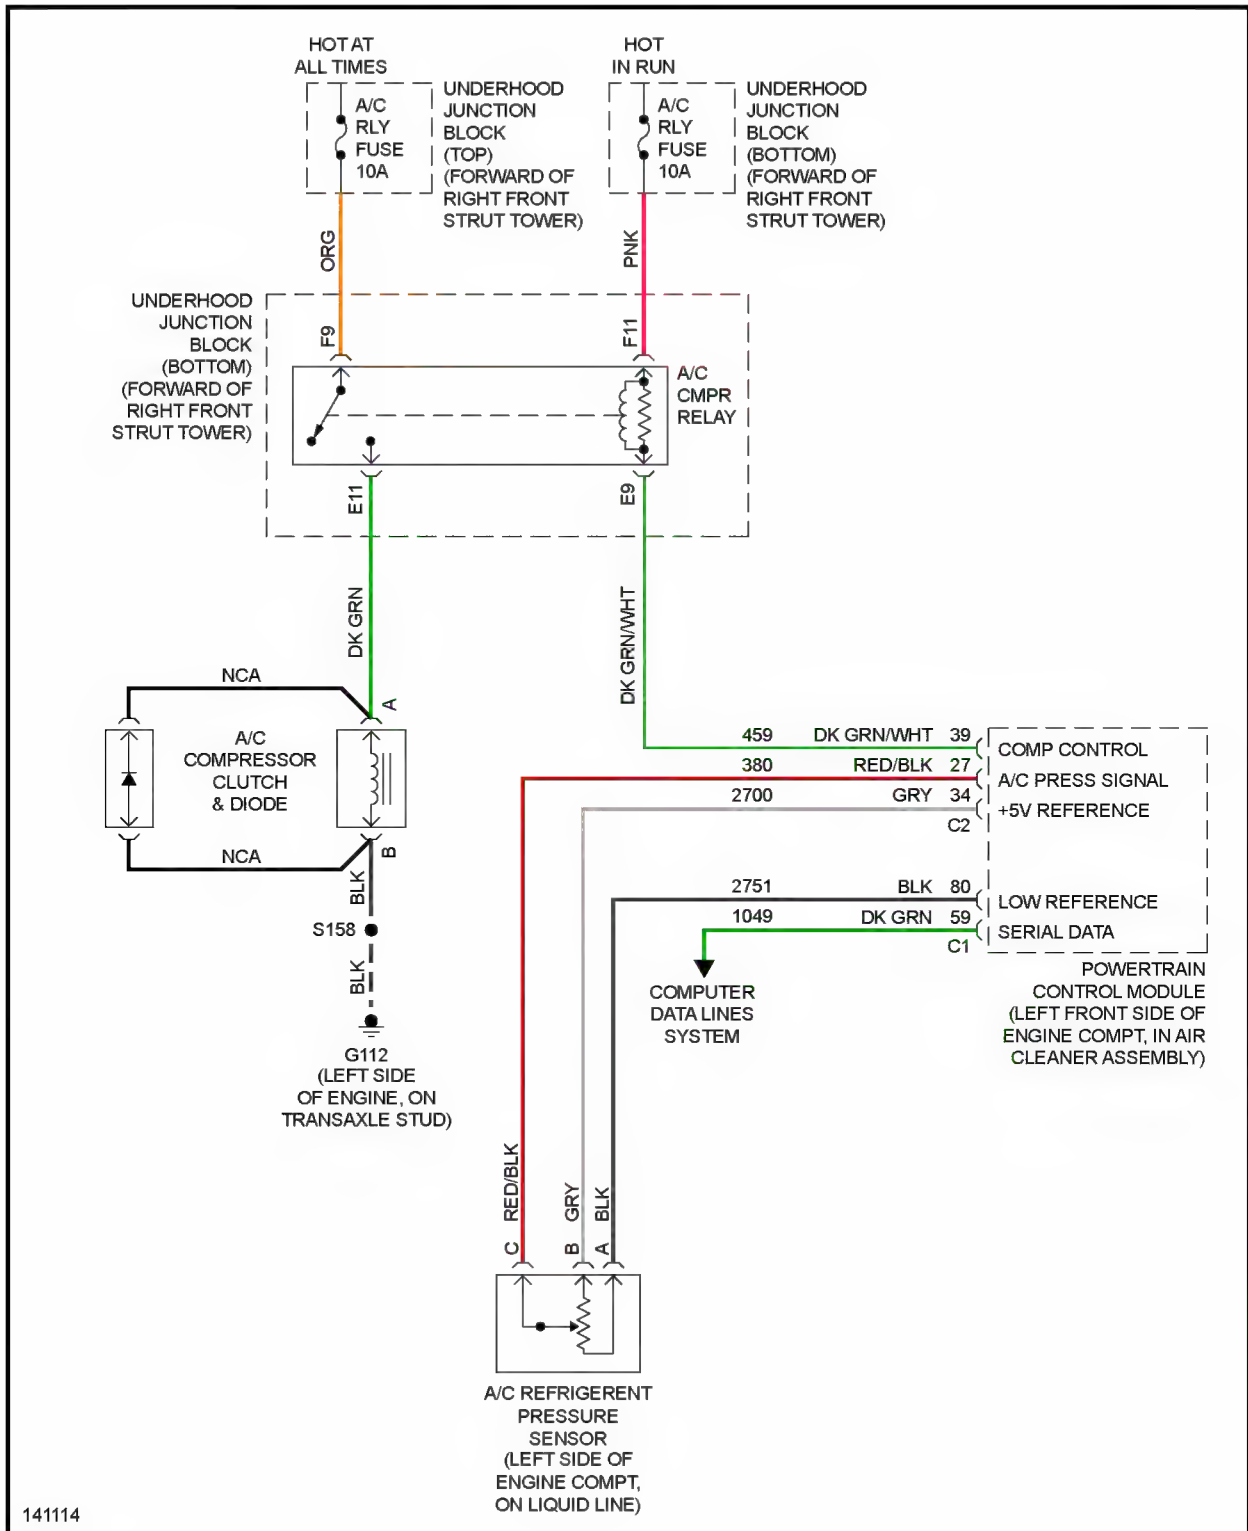 HOT AT
ALL TIMES
HOT
IN RUN
A/C
RLY
FUSE
10A
UNDERHOOD
JUNCTION
BLOCK
(TOP)
(FORWARD OF
RIGHT FRONT
STRUT TOWER)
A/C
RLY
FUSE
10A
UNDERHOOD
JUNCTION
BLOCK
(BOTTOM)
(FORWARD OF
RIGHT FRONT
STRUT TOWER)
ORG
PNK
UNDERHOOD
JUNCTION
BLOCK
(BOTTOM)
(FORWARD OF
RIGHT FRONT
STRUT TOWER)
F9
F11
A/C
CMPR
RELAY
E11
E9
DK GRN
DK GRN/WHT
NCA
A
A/C
COMPRESSOR
CLUTCH
& DIODE
NCA
B
BLK
S158
BLK
G112
(LEFT SIDE
OF ENGINE, ON
TRANSAXLE STUD)
459 DK GRN/WHT 39 COMP CONTROL
380 RED/BLK 27 A/C PRESS SIGNAL
2700 GRY 34 +5V REFERENCE
C2
2751 BLK 80 LOW REFERENCE
1049 DK GRN 59 SERIAL DATA
C1
COMPUTER
DATA LINES
SYSTEM
POWERTRAIN
CONTROL MODULE
(LEFT FRONT SIDE OF
ENGINE COMPT, IN AIR
CLEANER ASSEMBLY)
RED/BLK
GRY
BLK
C
B
A
A/C REFRIGERENT
PRESSURE
SENSOR
(LEFT SIDE OF
ENGINE COMPT,
ON LIQUID LINE)
141114